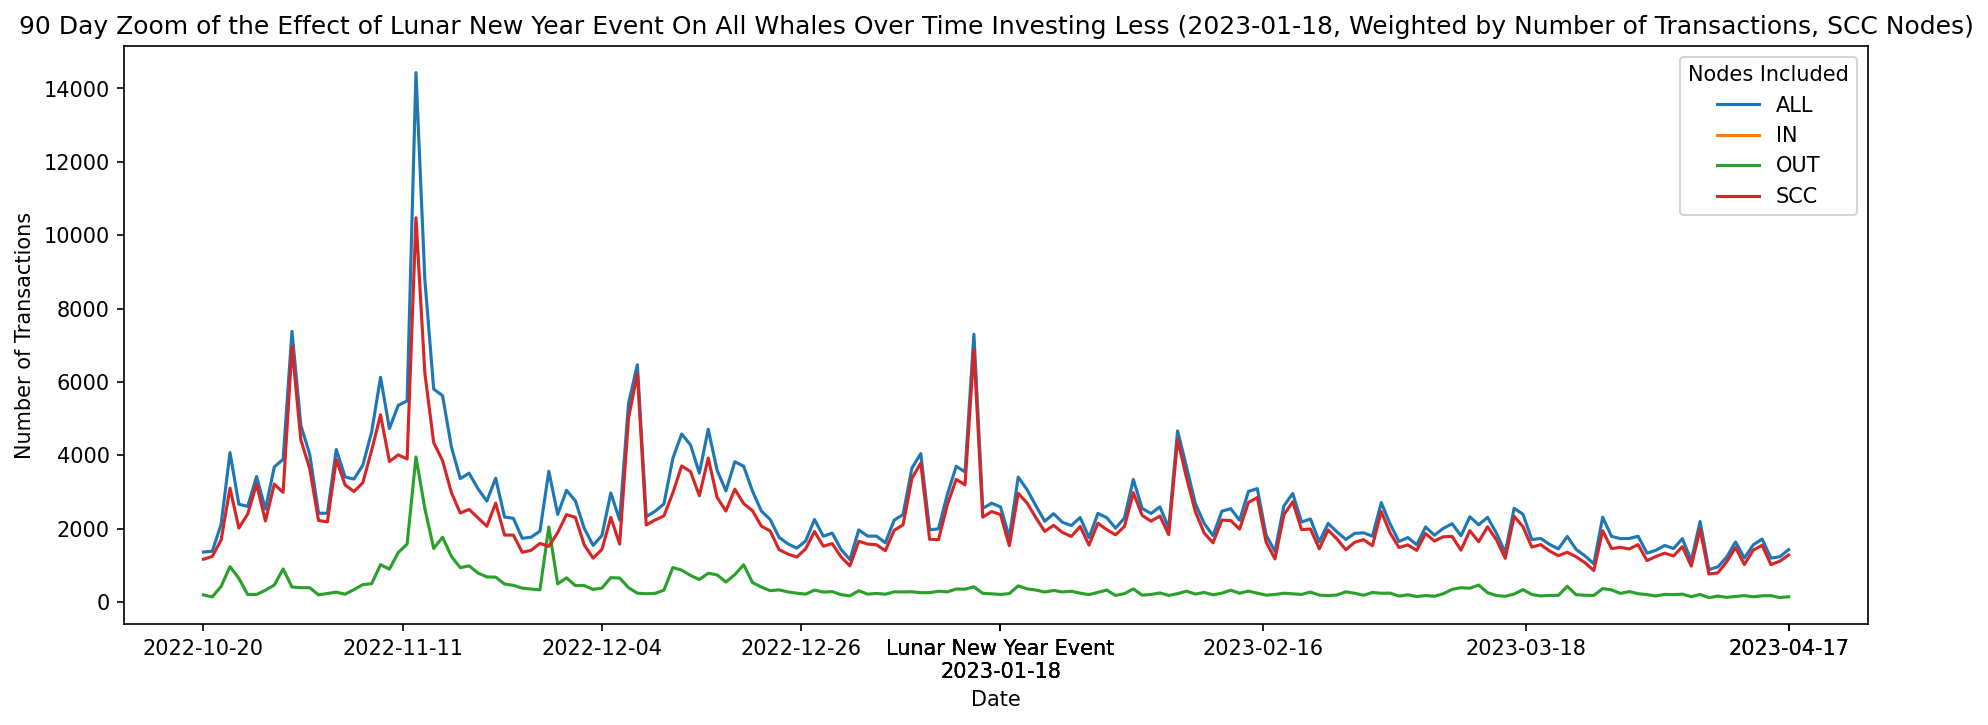 90 Day Zoom of the Effect of Lunar New Year Event On All Whales Over Time Investing Less (2023-01-18, Weighted by Number of Transactions, SCC Nodes)
Number of Transactions
14000
12000
10000
8000
6000
4000
2000
0
Nodes Included
ALL
IN
OUT
SCC
2022-10-20
2022-11-11
2022-12-04
2022-12-26
Lunar New Year Event
2023-01-18
2023-02-16
2023-03-18
2023-04-17
Date